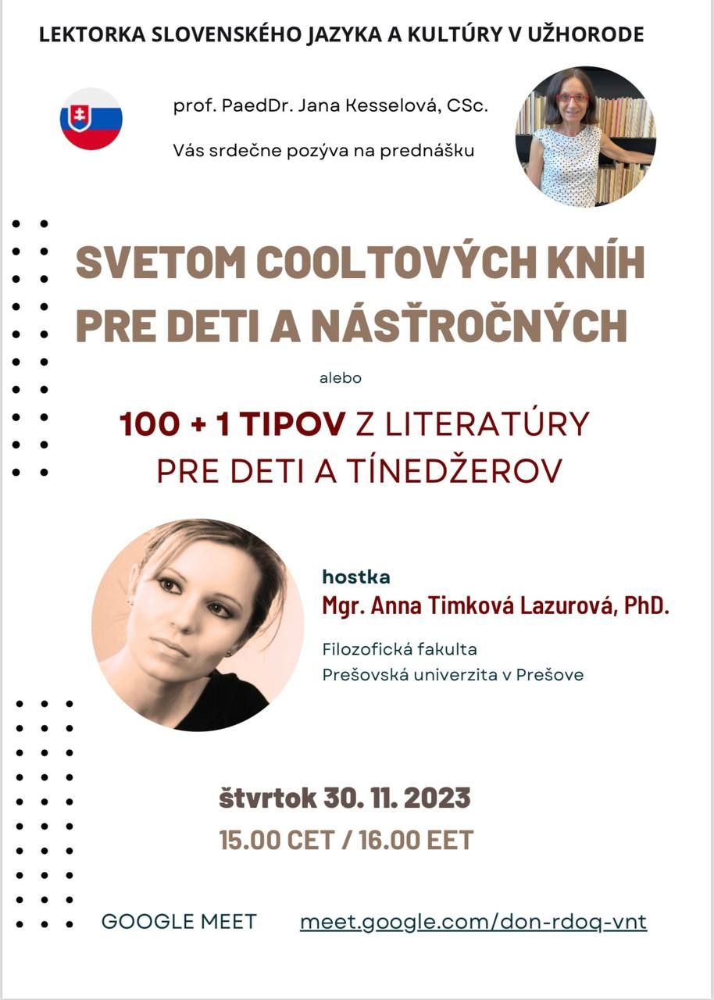 LEKTORKA SLOVENSKÉHO JAZYKA A KULTÚRY V UŽHORODE
prof. PaedDr. Jana Kesselová, CSc.
Vás srdečne pozýva na prednášku
SVETOM COOLTOVÝCH KNÍH
PRE DETI A NÁSŤROČNÝCH
alebo
100 + 1 TIPOV Z LITERATÚRY
PRE DETI A TÍNEDŽEROV
hostka
Mgr. Anna Timková Lazurová, PhD.
Filozofická fakulta
Prešovská univerzita v Prešove
štvrtok 30. 11. 2023
15.00 CET / 16.00 EET
GOOGLE MEET meet.google.com/don-rdoq-vnt